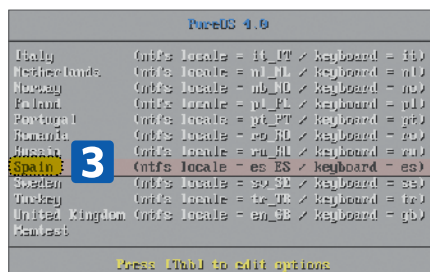 PureOS 4.0
Italy (ntfs locale = it_IT / keyboard = it)
Netherlands (ntfs locale = nl_NL / keyboard = nl)
Norway (ntfs locale = nb_NO / keyboard = no)
Poland (ntfs locale = pl_PL / keyboard = pl)
Portugal (ntfs locale = pt_PT / keyboard = pt)
Romania (ntfs locale = ro_RO / keyboard = ro)
Russia (ntfs locale = ru_RU / keyboard = ru)
Spain 3 (ntfs locale = es_ES / keyboard = es)
Sweden (ntfs locale = sv_SE / keyboard = se)
Turkey (ntfs locale = tr_TR / keyboard = tr)
United Kingdom (ntfs locale = en_GB / keyboard = gb)
Memtest
Press [Tab] to edit options